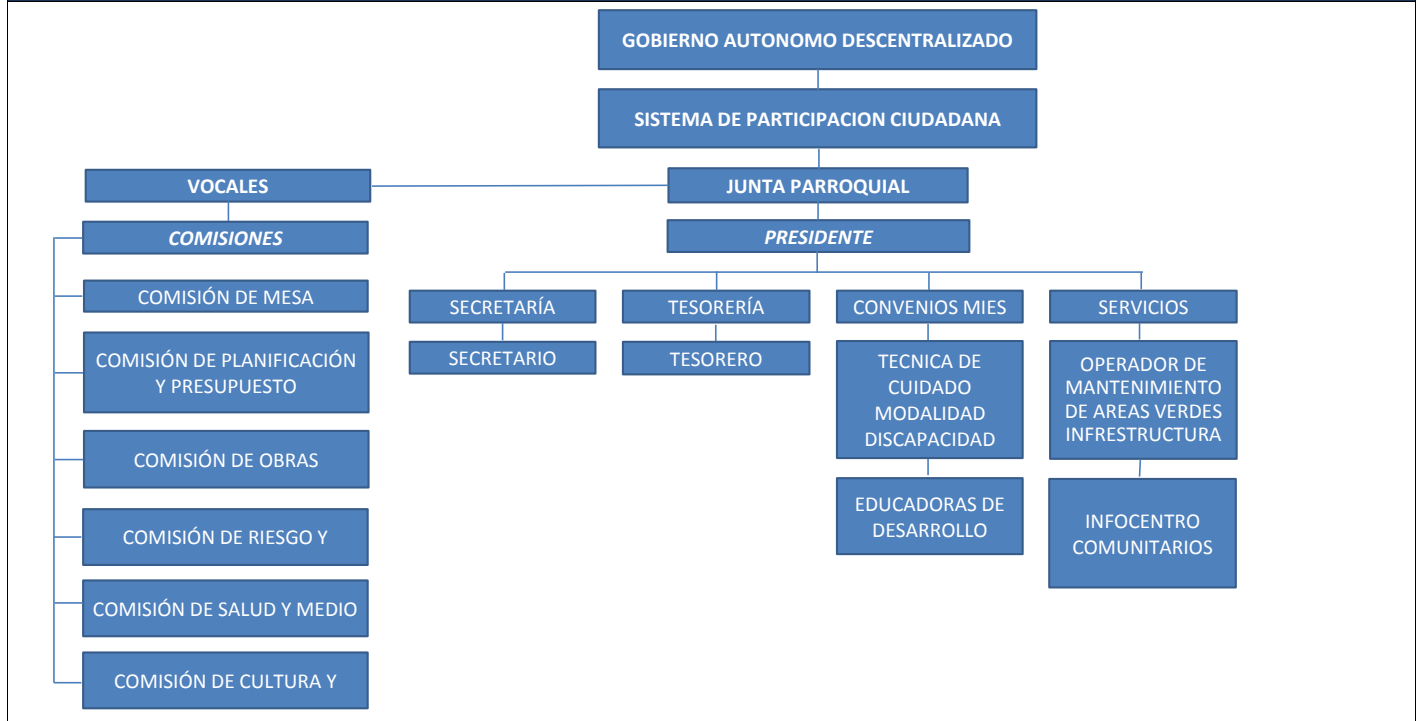 GOBIERNO AUTONOMO DESCENTRALIZADO
SISTEMA DE PARTICIPACION CIUDADANA
VOCALES
JUNTA PARROQUIAL
COMISIONES
PRESIDENTE
COMISIÓN DE MESA
COMISIÓN DE PLANIFICACIÓN
Y PRESUPUESTO
COMISIÓN DE OBRAS
COMISIÓN DE RIESGO Y
COMISIÓN DE SALUD Y MEDIO
COMISIÓN DE CULTURA Y
SECRETARÍA
SECRETARIO
TESORERÍA
TESORERO
CONVENIOS MIES
TECNICA DE
CUIDADO
MODALIDAD
DISCAPACIDAD
EDUCADORAS DE
DESARROLLO
SERVICIOS
OPERADOR DE
MANTENIMIENTO
DE AREAS VERDES
INFRESTRUCTURA
INFOCENTRO
COMUNITARIOS